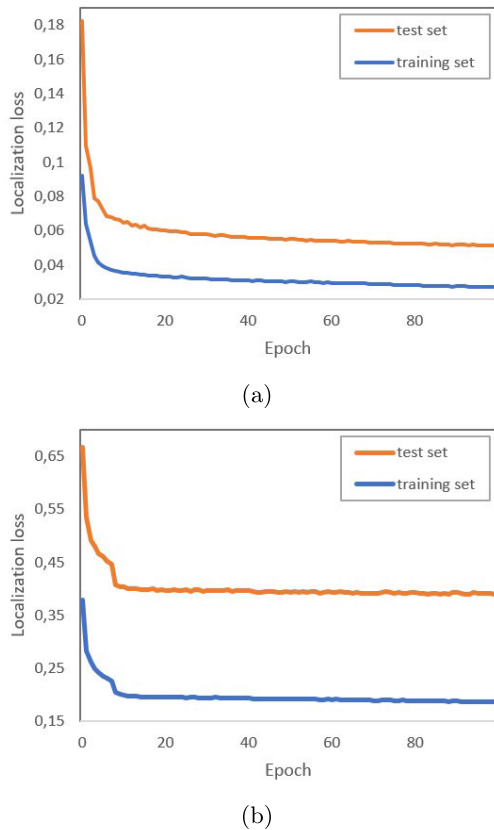 0,18
0,16
0,14
0,12
0,1
0,08
0,06
0,04
0,02
Localization loss
test set
training set
0 20 40 60 80
Epoch
(a)
0,65
0,55
0,45
0,35
0,25
0,15
Localization loss
test set
training set
0 20 40 60 80
Epoch
(b)